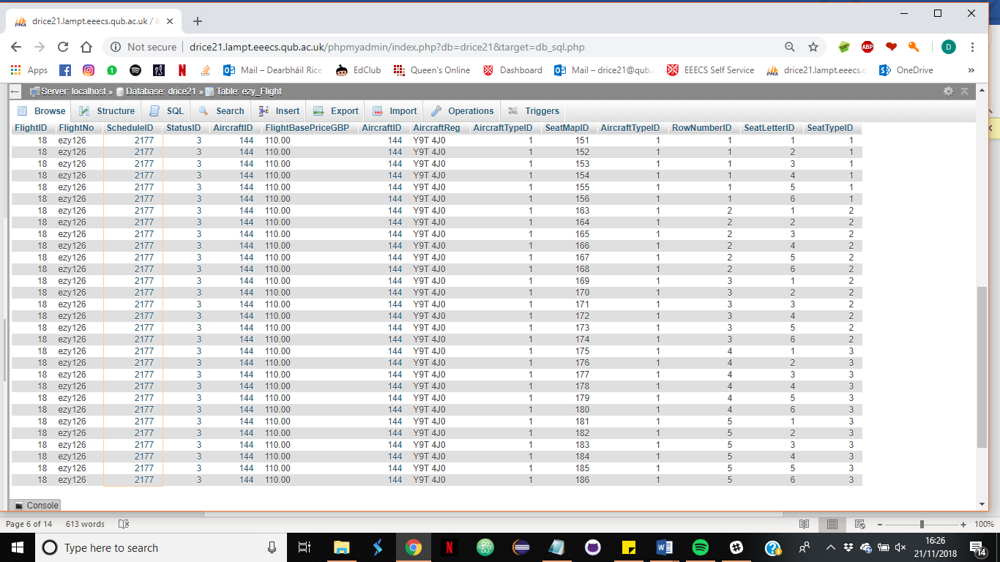 drice21.lampt.eeecs.qub.ac.uk / lo
Not secure | drice21.lampt.eeecs.qub.ac.uk/phpmyadmin/index.php?db=drice21&target=db_sql.php
ABP D
Apps 1 Mail – Dearbháil Rice EdClub Queen's Online Dashboard Mail – drice21@qub. EEECS Self Service drice21.lampt.eeecs.q OneDrive »
Server: localhost » Database: drice21 » Table: ezy_Flight
Browse Structure SQL Search Insert Export Import Operations Triggers
FlightID FlightNo ScheduleID StatusID AircraftID FlightBasePriceGBP AircraftID AircraftReg AircraftTypeID SeatMapID AircraftTypeID RowNumberID SeatLetterID SeatTypeID
18 ezy126 2177 3 144 110.00 144 Y9T 4J0 1 151 1 1 1 1
18 ezy126 2177 3 144 110.00 144 Y9T 4J0 1 152 1 1 2 1
18 ezy126 2177 3 144 110.00 144 Y9T 4J0 1 153 1 1 3 1
18 ezy126 2177 3 144 110.00 144 Y9T 4J0 1 154 1 1 4 1
18 ezy126 2177 3 144 110.00 144 Y9T 4J0 1 155 1 1 5 1
18 ezy126 2177 3 144 110.00 144 Y9T 4J0 1 156 1 1 6 1
18 ezy126 2177 3 144 110.00 144 Y9T 4J0 1 163 1 2 1 2
18 ezy126 2177 3 144 110.00 144 Y9T 4J0 1 164 1 2 2 2
18 ezy126 2177 3 144 110.00 144 Y9T 4J0 1 165 1 2 3 2
18 ezy126 2177 3 144 110.00 144 Y9T 4J0 1 166 1 2 4 2
18 ezy126 2177 3 144 110.00 144 Y9T 4J0 1 167 1 2 5 2
18 ezy126 2177 3 144 110.00 144 Y9T 4J0 1 168 1 2 6 2
18 ezy126 2177 3 144 110.00 144 Y9T 4J0 1 169 1 3 1 2
18 ezy126 2177 3 144 110.00 144 Y9T 4J0 1 170 1 3 2 2
18 ezy126 2177 3 144 110.00 144 Y9T 4J0 1 171 1 3 3 2
18 ezy126 2177 3 144 110.00 144 Y9T 4J0 1 172 1 3 4 2
18 ezy126 2177 3 144 110.00 144 Y9T 4J0 1 173 1 3 5 2
18 ezy126 2177 3 144 110.00 144 Y9T 4J0 1 174 1 3 6 2
18 ezy126 2177 3 144 110.00 144 Y9T 4J0 1 175 1 4 1 3
18 ezy126 2177 3 144 110.00 144 Y9T 4J0 1 176 1 4 2 3
18 ezy126 2177 3 144 110.00 144 Y9T 4J0 1 177 1 4 3 3
18 ezy126 2177 3 144 110.00 144 Y9T 4J0 1 178 1 4 4 3
18 ezy126 2177 3 144 110.00 144 Y9T 4J0 1 179 1 4 5 3
18 ezy126 2177 3 144 110.00 144 Y9T 4J0 1 180 1 4 6 3
18 ezy126 2177 3 144 110.00 144 Y9T 4J0 1 181 1 5 1 3
18 ezy126 2177 3 144 110.00 144 Y9T 4J0 1 182 1 5 2 3
18 ezy126 2177 3 144 110.00 144 Y9T 4J0 1 183 1 5 3 3
18 ezy126 2177 3 144 110.00 144 Y9T 4J0 1 184 1 5 4 3
18 ezy126 2177 3 144 110.00 144 Y9T 4J0 1 185 1 5 5 3
18 ezy126 2177 3 144 110.00 144 Y9T 4J0 1 186 1 5 6 3
Console
Page 6 of 14 613 words 100%
Type here to search
16:26
21/11/2018
14